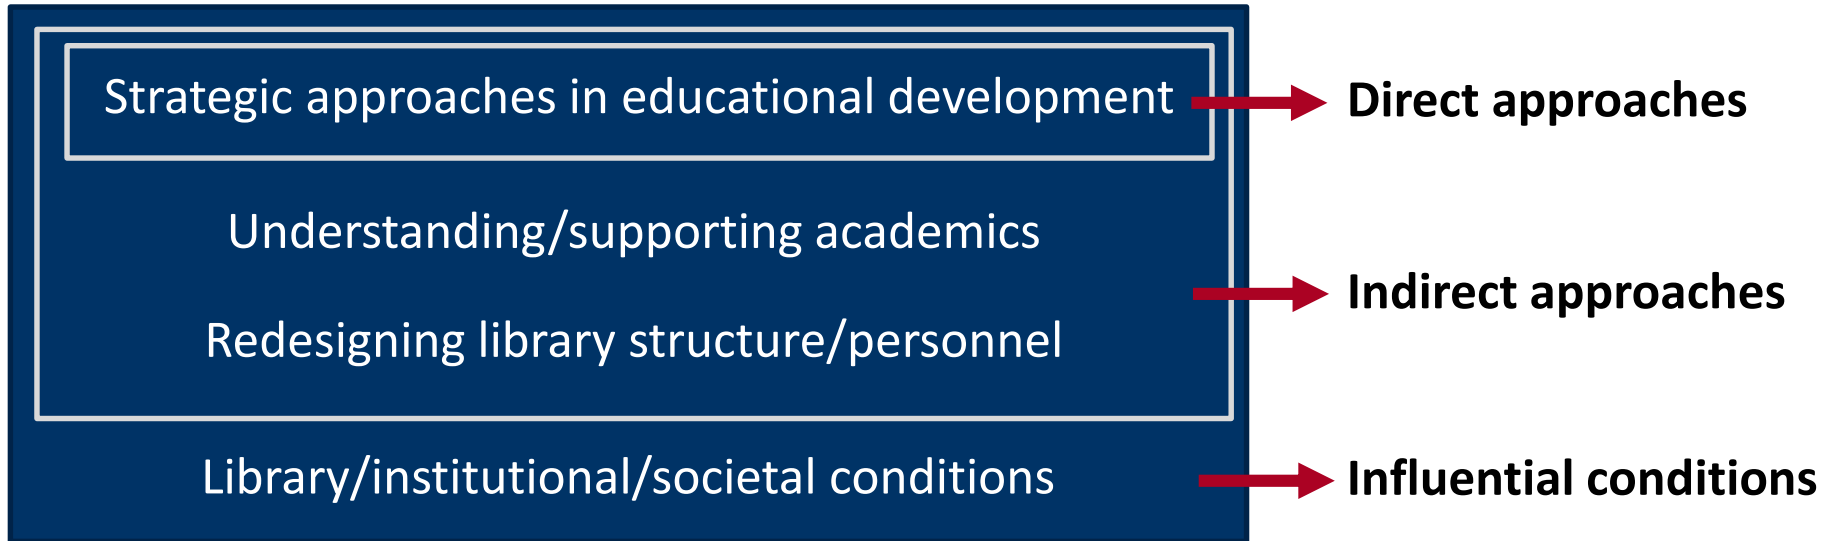 Strategic approaches in educational development
Direct approaches
Understanding/supporting academics
Indirect approaches
Redesigning library structure/personnel
Library/institutional/societal conditions
Influential conditions